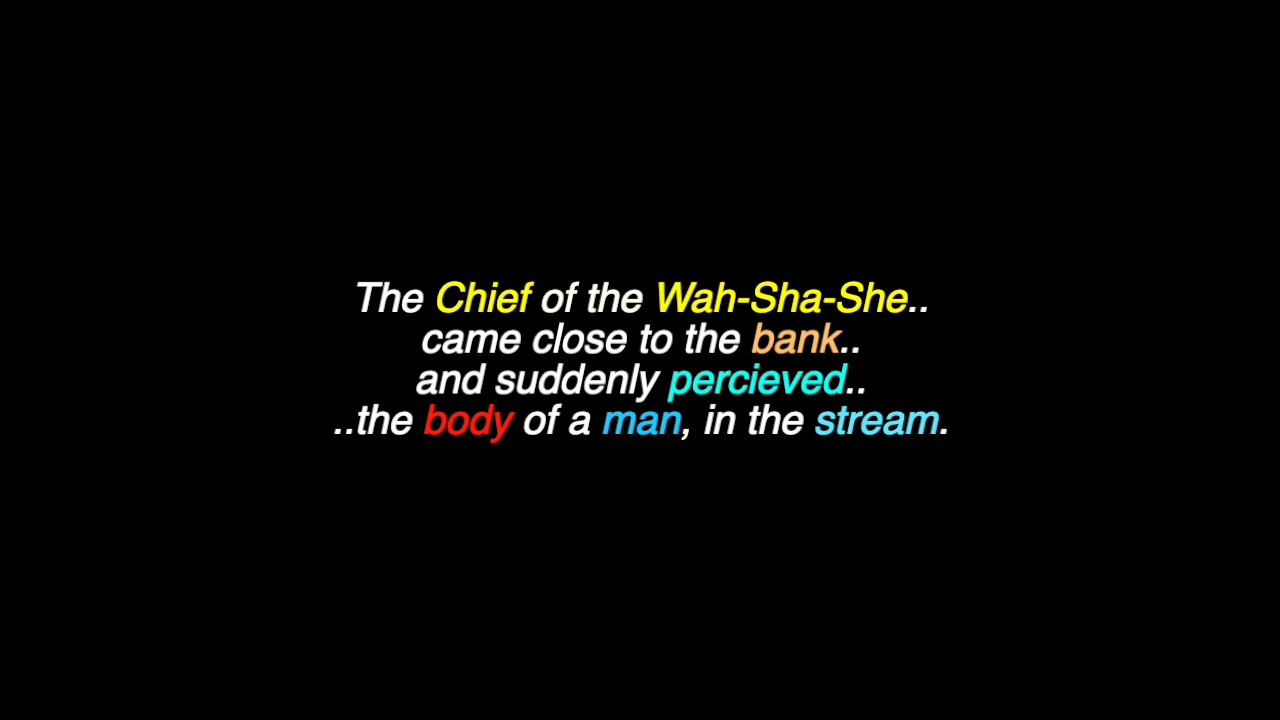 The Chief of the Wah-Sha-She..
came close to the bank..
and suddenly percieved..
..the body of a man, in the stream.